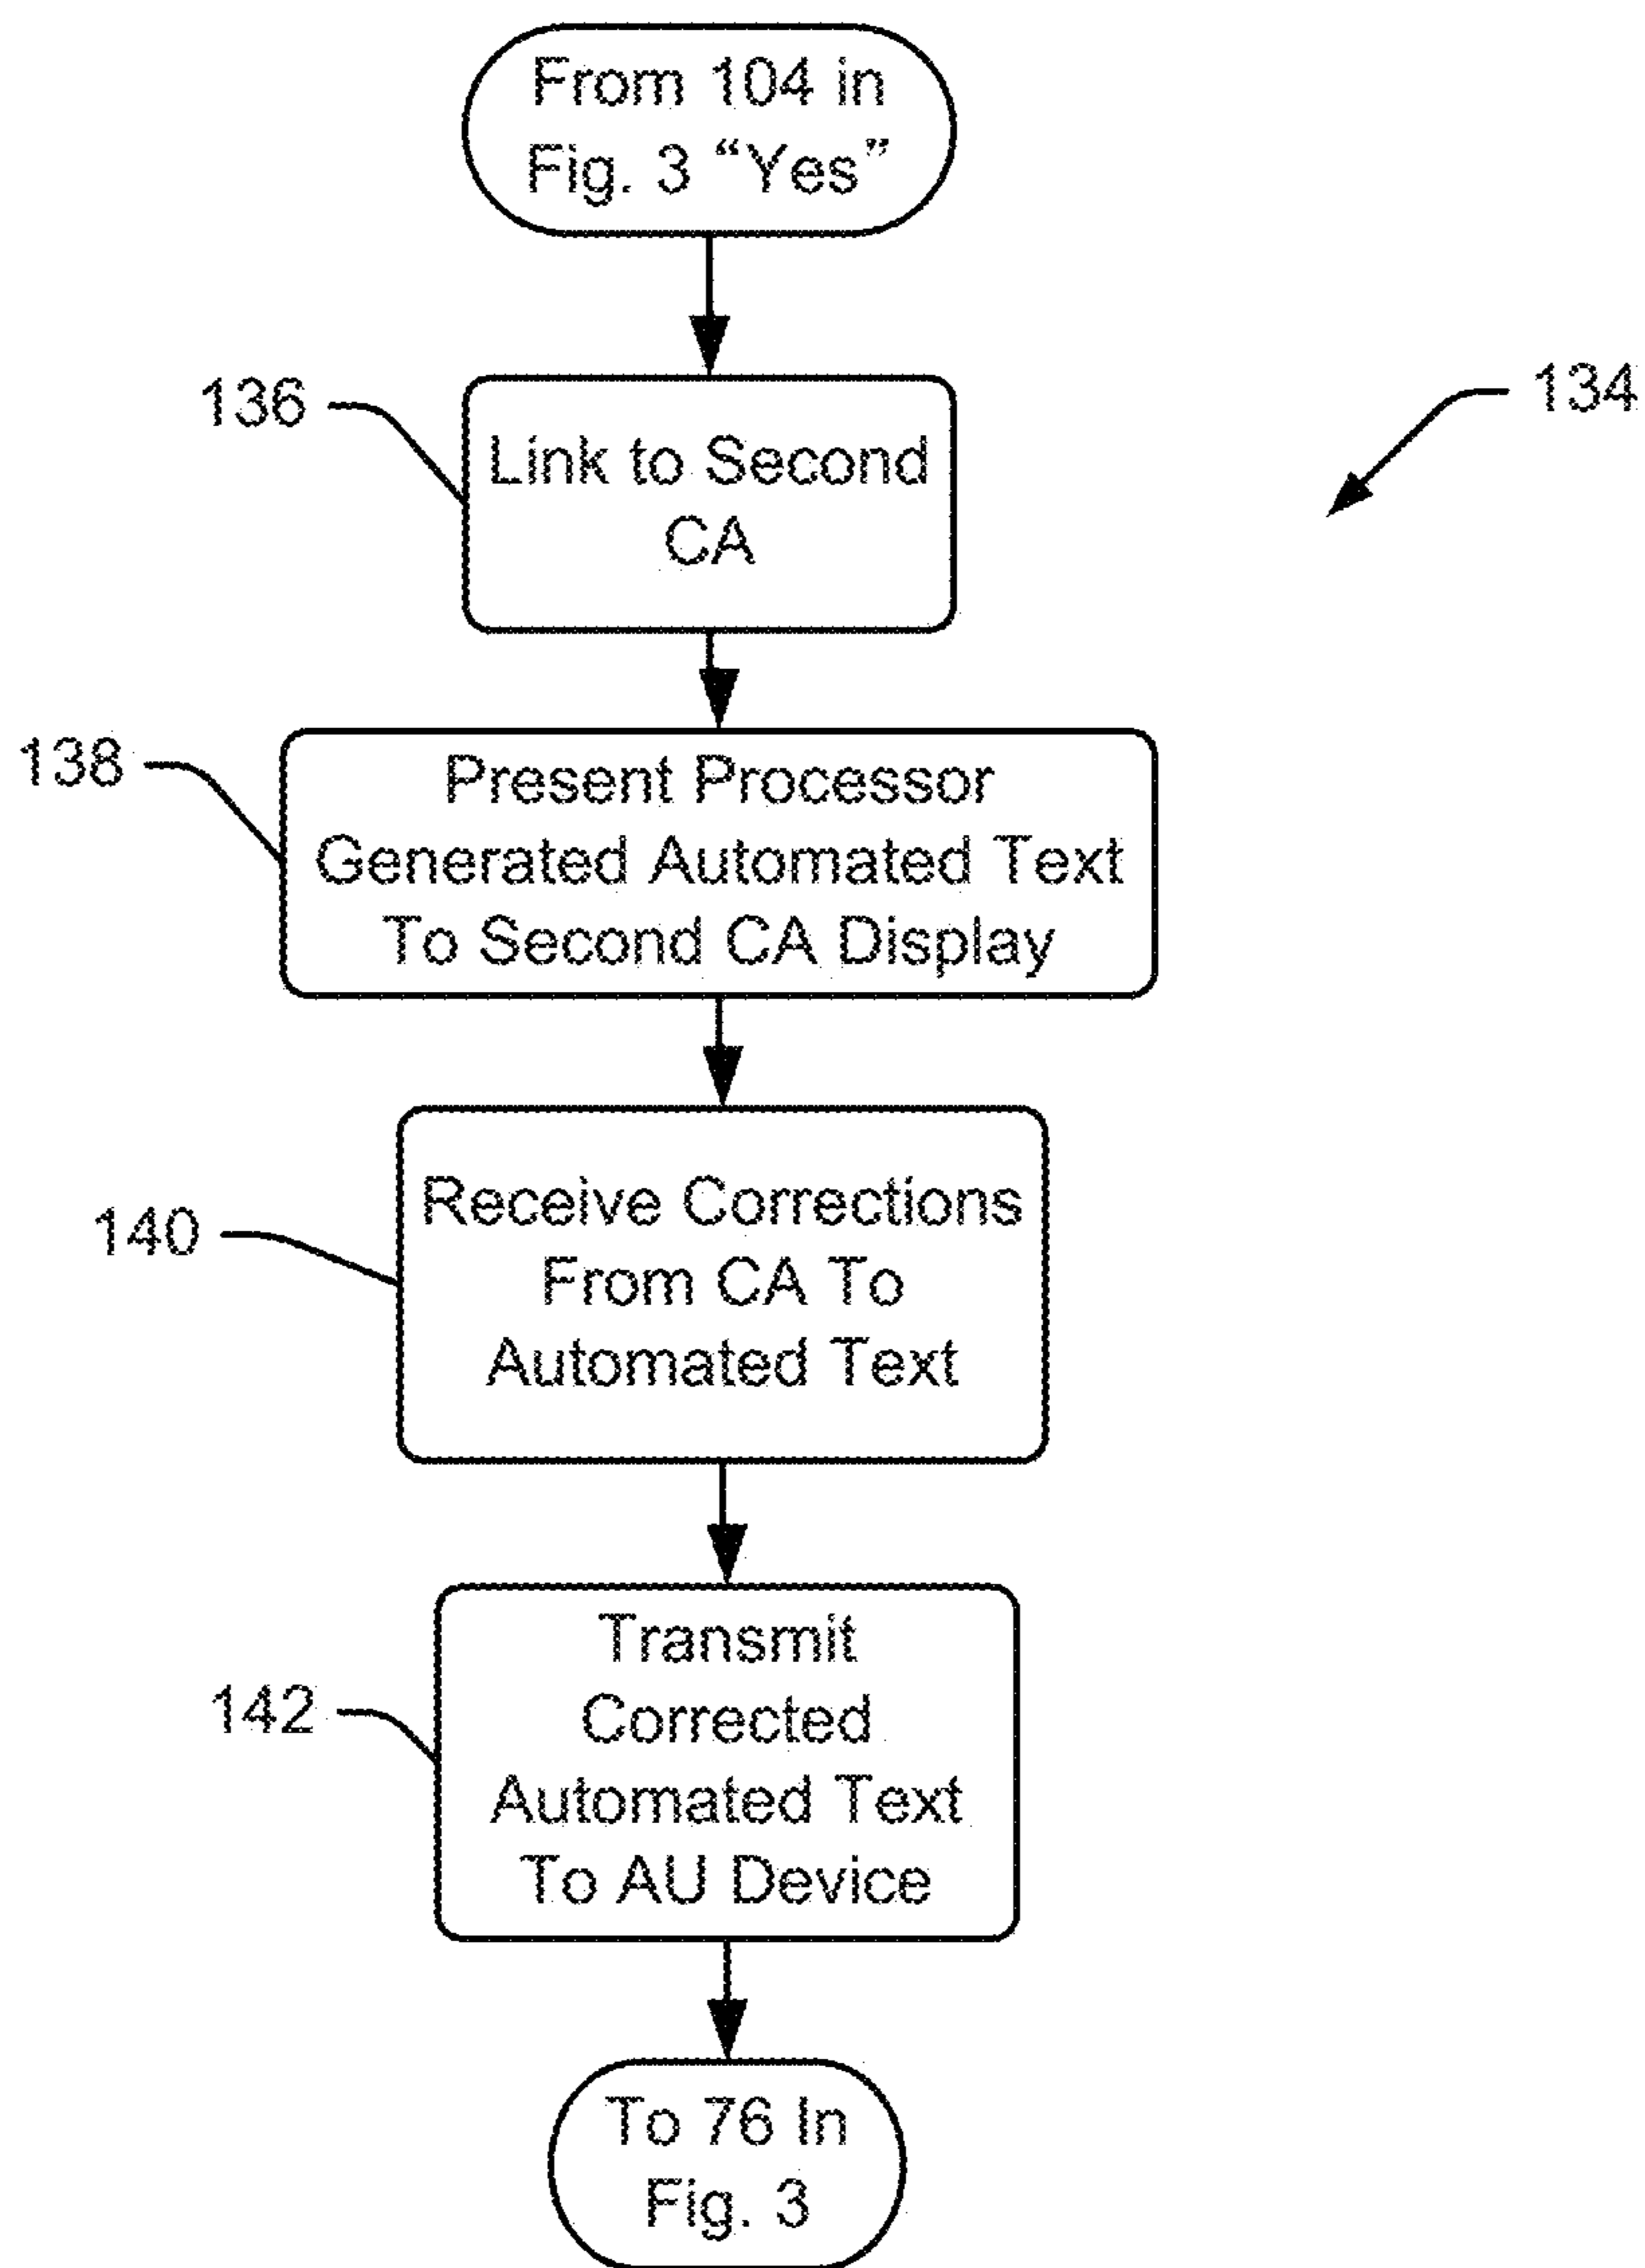 From 104 in
Fig. 3 “Yes”
136
134
Link to Second
CA
138
Present Processor
Generated Automated Text
To Second CA Display
140
Receive Corrections
From CA To
Automated Text
142
Transmit
Corrected
Automated Text
To AU Device
To 76 In
Fig. 3